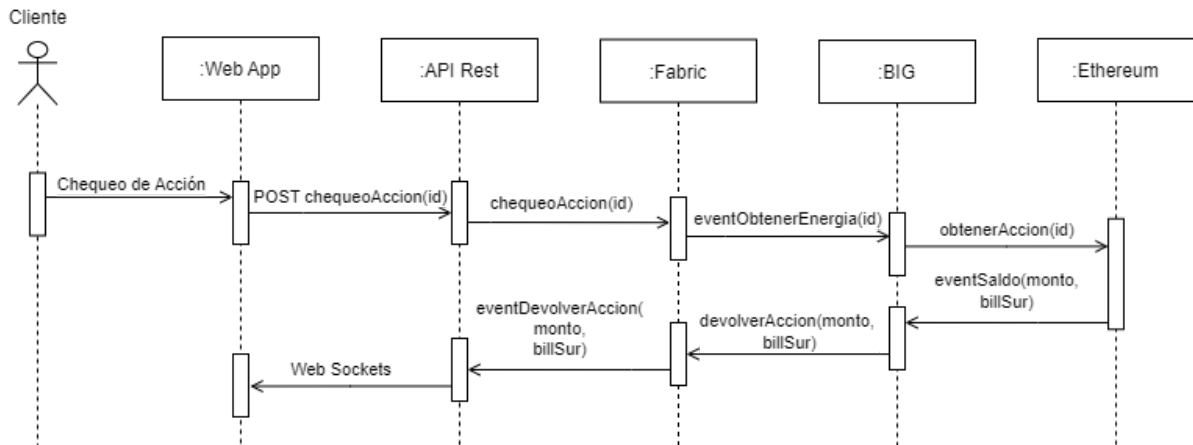 Cliente
:Web App
:API Rest
:Fabric
:BIG
:Ethereum
Chequeo de Acción
POST chequeoAccion(id)
chequeoAccion(id)
eventObtenerEnergia(id)
obtenerAccion(id)
eventSaldo(monto,
billSur)
devolverAccion(monto,
billSur)
eventDevolverAccion(
monto,
billSur)
Web Sockets